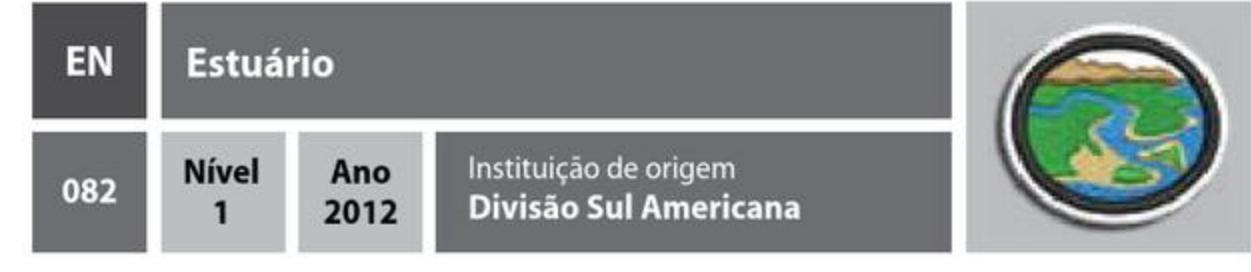 EN
Estuário
082
Nível
1
Ano
2012
Instituição de origem
Divisão Sul Americana